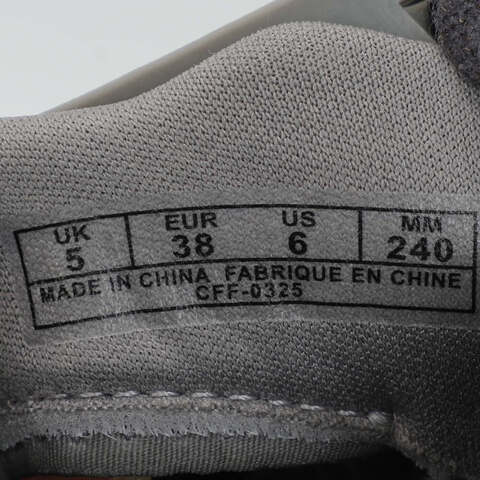 UK EUR US MM
5 38 6 240
MADE IN CHINA FABRIQUE EN CHINE
CFF-0325